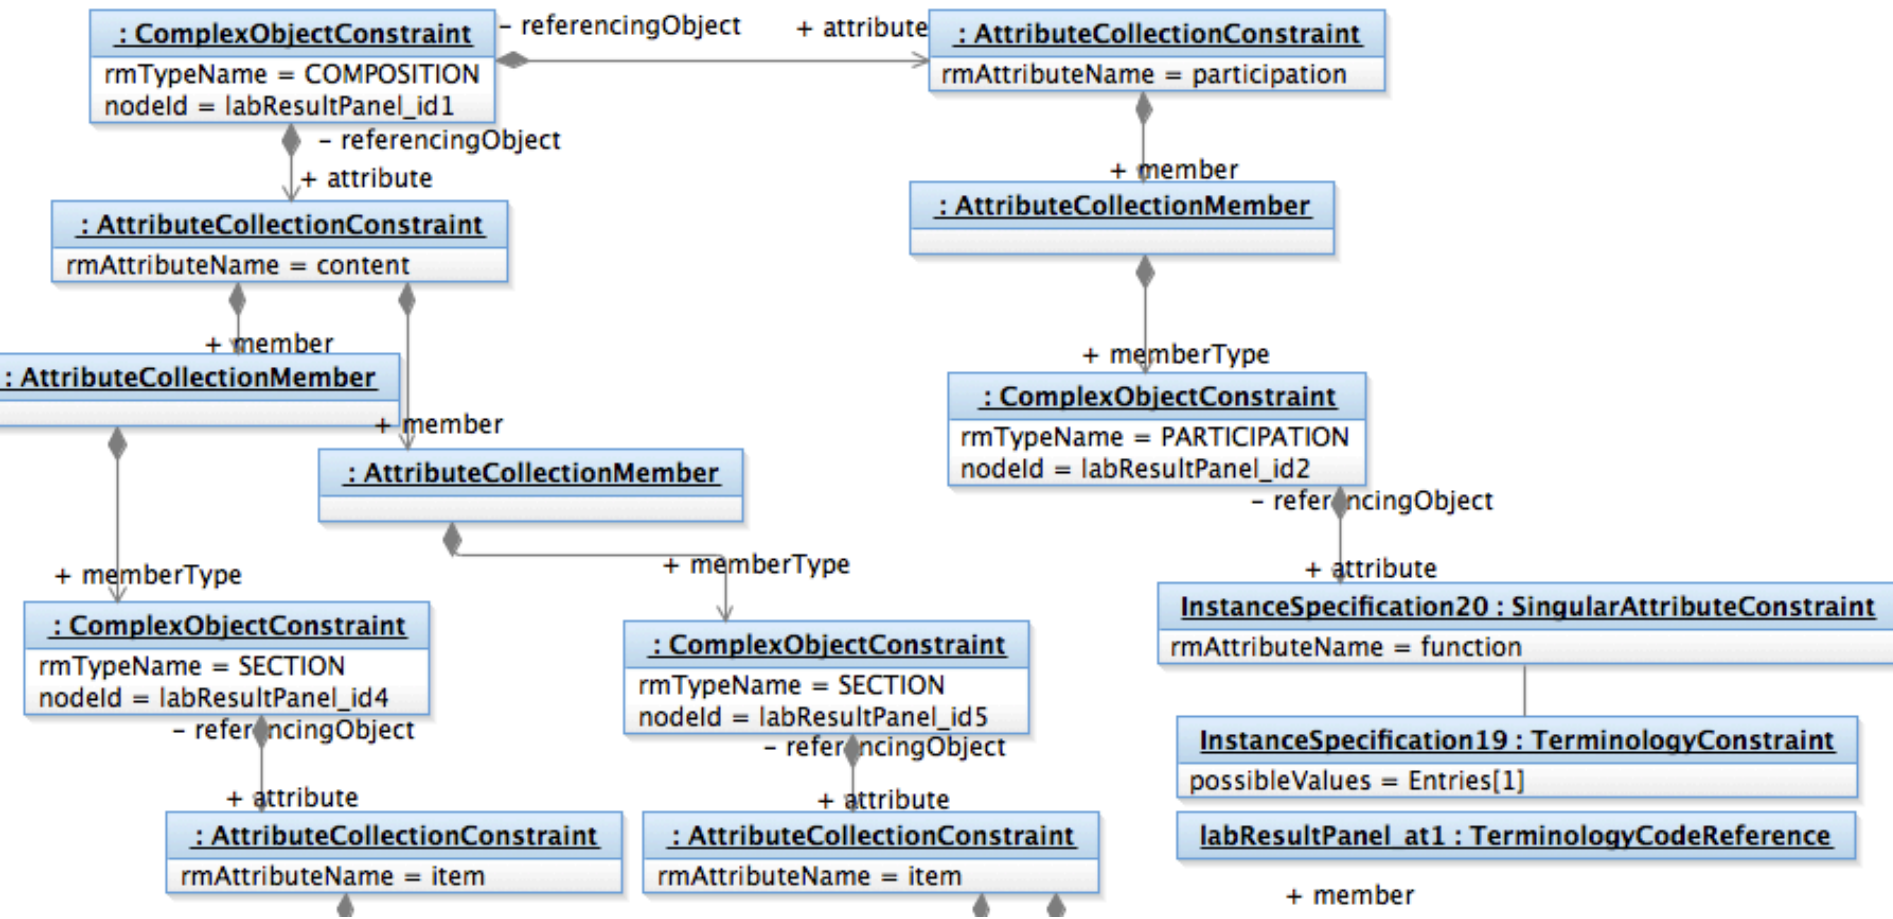 : ComplexObjectConstraint
rmTypeName = COMPOSITION
nodeId = labResultPanel_id1
– referencingObject
+ attribute
: AttributeCollectionConstraint
rmAttributeName = participation
– referencingObject
+ attribute
+ member
: AttributeCollectionMember
: AttributeCollectionConstraint
rmAttributeName = content
+ member
: AttributeCollectionMember
+ member
: AttributeCollectionMember
+ memberType
: ComplexObjectConstraint
rmTypeName = PARTICIPATION
nodeId = labResultPanel_id2
– referencingObject
+ attribute
+ memberType
: ComplexObjectConstraint
rmTypeName = SECTION
nodeId = labResultPanel_id4
– referencingObject
+ attribute
+ memberType
: ComplexObjectConstraint
rmTypeName = SECTION
nodeId = labResultPanel_id5
– referencingObject
+ attribute
InstanceSpecification20 : SingularAttributeConstraint
rmAttributeName = function
InstanceSpecification19 : TerminologyConstraint
possibleValues = Entries[1]
: AttributeCollectionConstraint
rmAttributeName = item
: AttributeCollectionConstraint
rmAttributeName = item
labResultPanel_at1 : TerminologyCodeReference
+ member